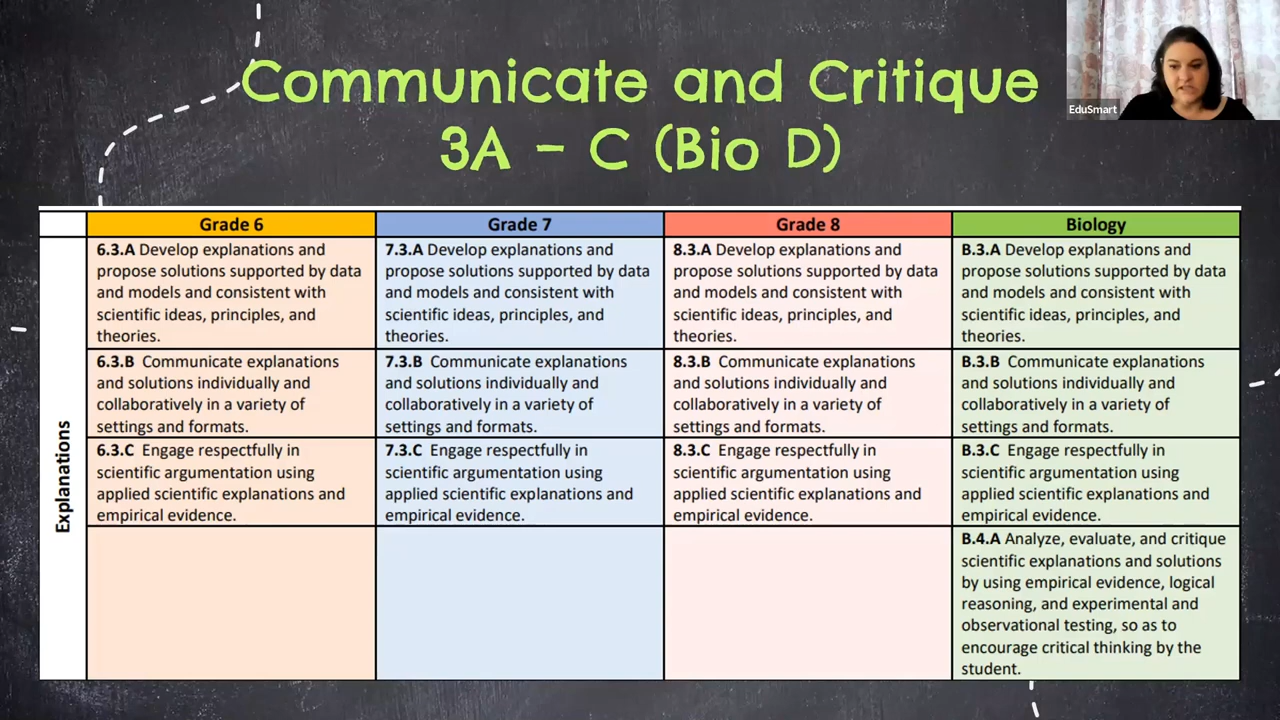 Communicate and Critique
3A – C (Bio D)
EduSmart
Grade 6
Grade 7
Grade 8
Biology
Explanations
6.3.A Develop explanations and
propose solutions supported by data
and models and consistent with
scientific ideas, principles, and
theories.
7.3.A Develop explanations and
propose solutions supported by data
and models and consistent with
scientific ideas, principles, and
theories.
8.3.A Develop explanations and
propose solutions supported by data
and models and consistent with
scientific ideas, principles, and
theories.
B.3.A Develop explanations and
propose solutions supported by data
and models and consistent with
scientific ideas, principles, and
theories.
6.3.B Communicate explanations
and solutions individually and
collaboratively in a variety of
settings and formats.
7.3.B Communicate explanations
and solutions individually and
collaboratively in a variety of
settings and formats.
8.3.B Communicate explanations
and solutions individually and
collaboratively in a variety of
settings and formats.
B.3.B Communicate explanations
and solutions individually and
collaboratively in a variety of
settings and formats.
6.3.C Engage respectfully in
scientific argumentation using
applied scientific explanations and
empirical evidence.
7.3.C Engage respectfully in
scientific argumentation using
applied scientific explanations and
empirical evidence.
8.3.C Engage respectfully in
scientific argumentation using
applied scientific explanations and
empirical evidence.
B.3.C Engage respectfully in
scientific argumentation using
applied scientific explanations and
empirical evidence.
B.4.A Analyze, evaluate, and critique
scientific explanations and solutions
by using empirical evidence, logical
reasoning, and experimental and
observational testing, so as to
encourage critical thinking by the
student.